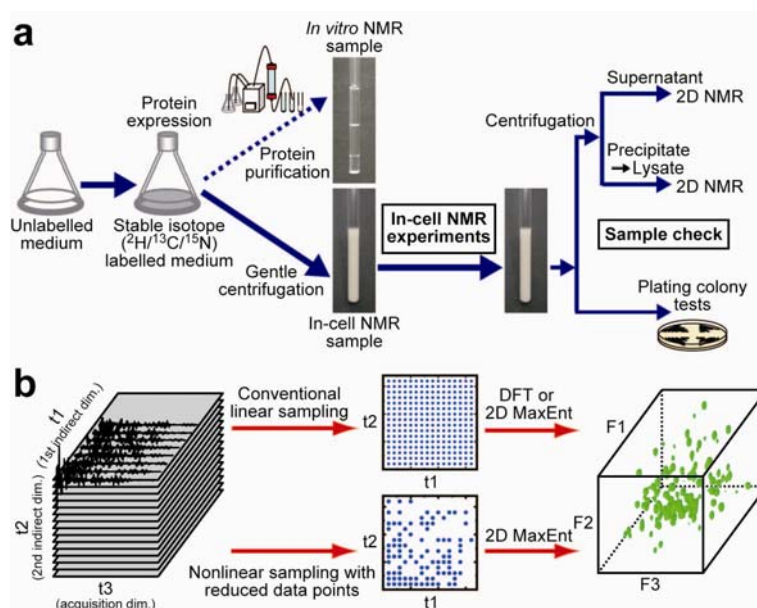 a
In vitro NMR
sample
Protein
expression
Protein
purification
Unlabelled
medium
Stable isotope
(²H/¹³C/¹⁵N)
labelled medium
Gentle
centrifugation
In-cell NMR
sample
In-cell NMR
experiments
Centrifugation
Supernatant
2D NMR
Precipitate
→Lysate
2D NMR
Sample check
Plating colony
tests
b
t1
(1st indirect dim.)
t2
(2nd indirect dim.)
t3
(acquisition dim.)
Conventional
linear sampling
t2
t1
DFT or
2D MaxEnt
Nonlinear sampling with
reduced data points
t2
t1
2D MaxEnt
F1
F2
F3